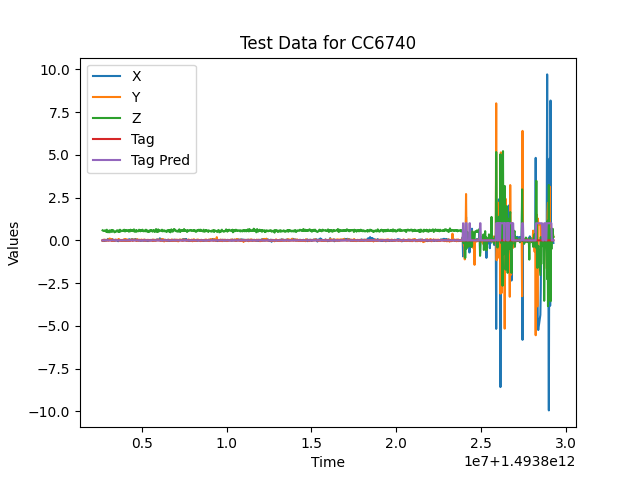 Test Data for CC6740
10.0
7.5
5.0
2.5
0.0
−2.5
−5.0
−7.5
−10.0
Values
X
Y
Z
Tag
Tag Pred
0.5
1.0
1.5
2.0
2.5
3.0
Time
1e7+1.4938e12